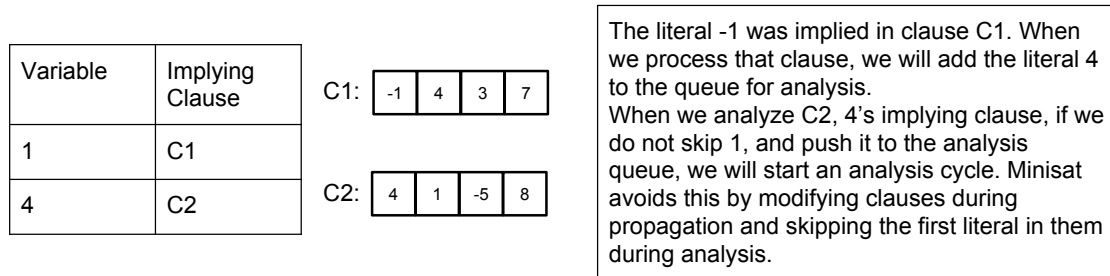 Variable Implying Clause
1 C1
4 C2
C1: -1 4 3 7
C2: 4 1 -5 8
The literal -1 was implied in clause C1. When
we process that clause, we will add the literal 4
to the queue for analysis.
When we analyze C2, 4's implying clause, if we
do not skip 1, and push it to the analysis
queue, we will start an analysis cycle. Minisat
avoids this by modifying clauses during
propagation and skipping the first literal in them
during analysis.